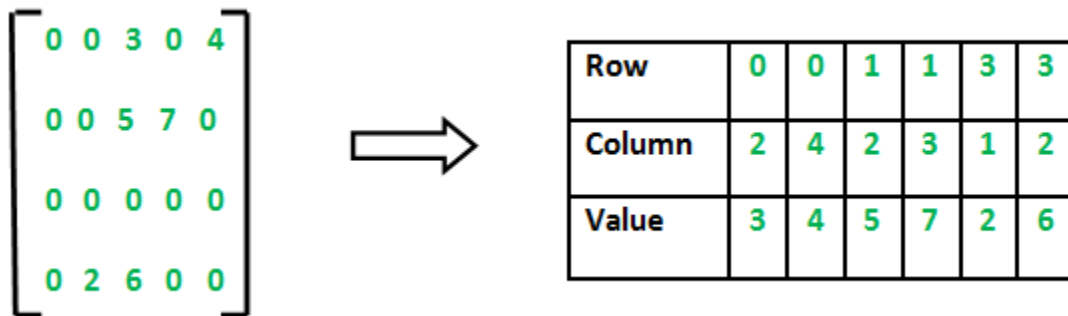 0 0 3 0 4
0 0 5 7 0
0 0 0 0 0
0 2 6 0 0
Row 0 0 1 1 3 3
Column 2 4 2 3 1 2
Value 3 4 5 7 2 6